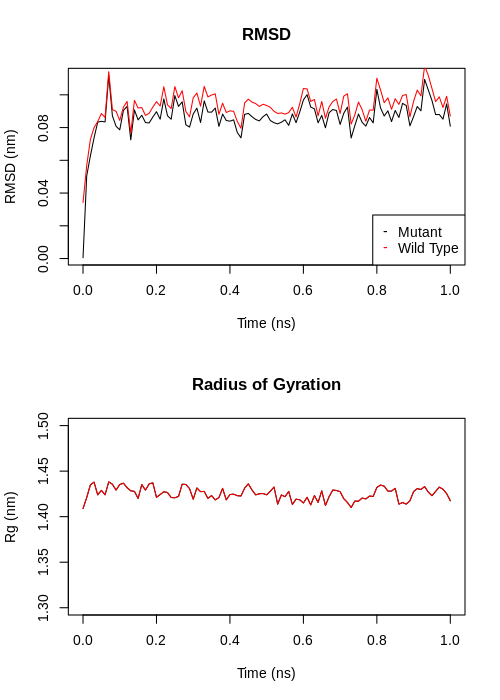 RMSD
RMSD (nm)
0.08
0.04
0.00
- Mutant
- Wild Type
0.0 0.2 0.4 0.6 0.8 1.0
Time (ns)
Radius of Gyration
Rg (nm)
1.50
1.45
1.40
1.35
1.30
0.0 0.2 0.4 0.6 0.8 1.0
Time (ns)